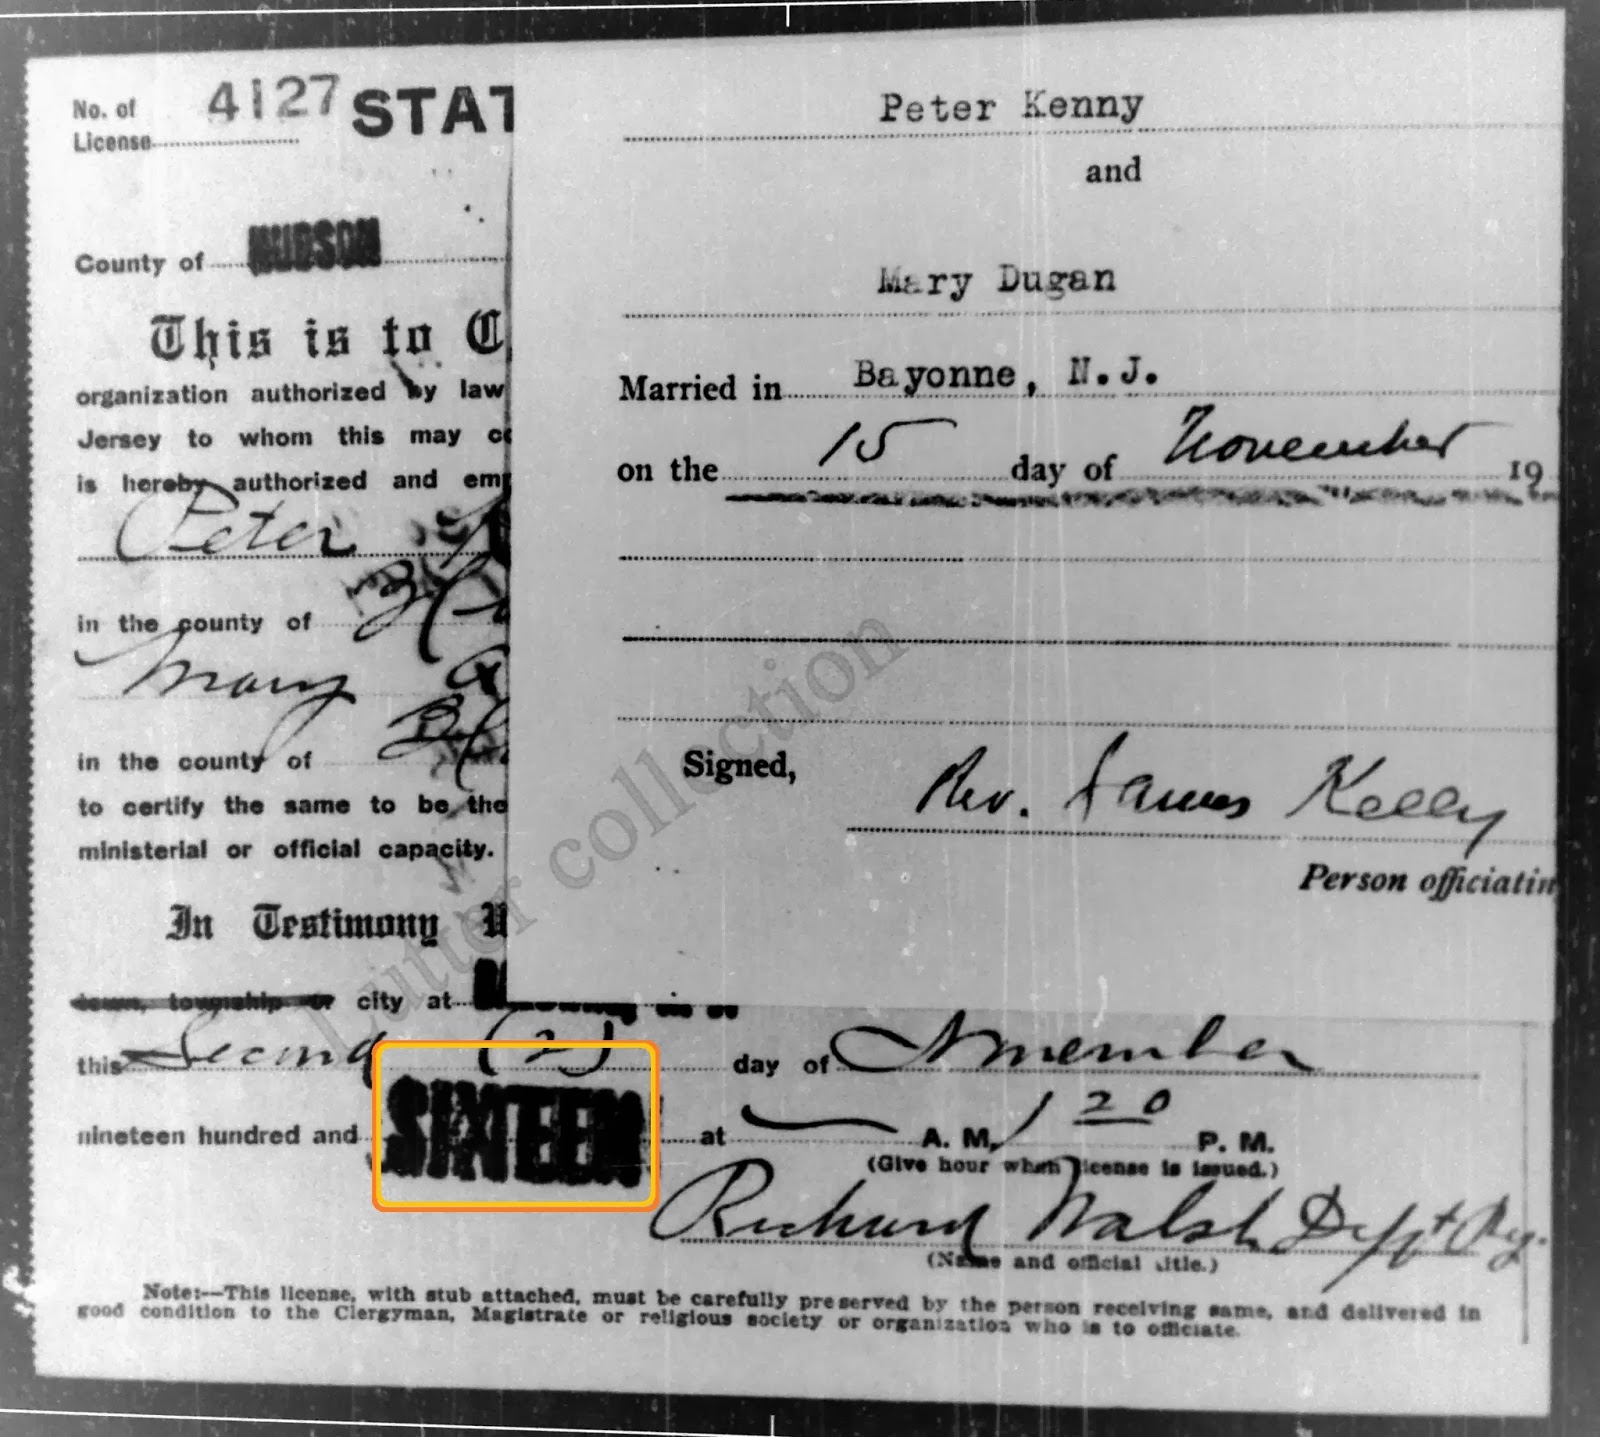 No. of
License 4127 STAT
County of HUDSON
This is to C
organization authorized by law
Jersey to whom this may co
is hereby authorized and emp
Peter
in the county of
Mary
in the county of
to certify the same to be the
ministerial or official capacity.
In Testimony W
town, township or city at
Peter Kenny
and
Mary Dugan
Married in Bayonne, N.J.
on the 15 day of November 19
Signed,
Rev. James Kelly
Person officiatin
this Second (2) day of November
nineteen hundred and SIXTEEN at A. M, 1 20 P. M.
(Give hour when license is issued.)
Richard Walsh Dept Reg.
(Name and official title.)
Note:—This license, with stub attached, must be carefully preserved by the person receiving same, and delivered in
good condition to the Clergyman, Magistrate or religious society or organization who is to officiate.
Lutter collection